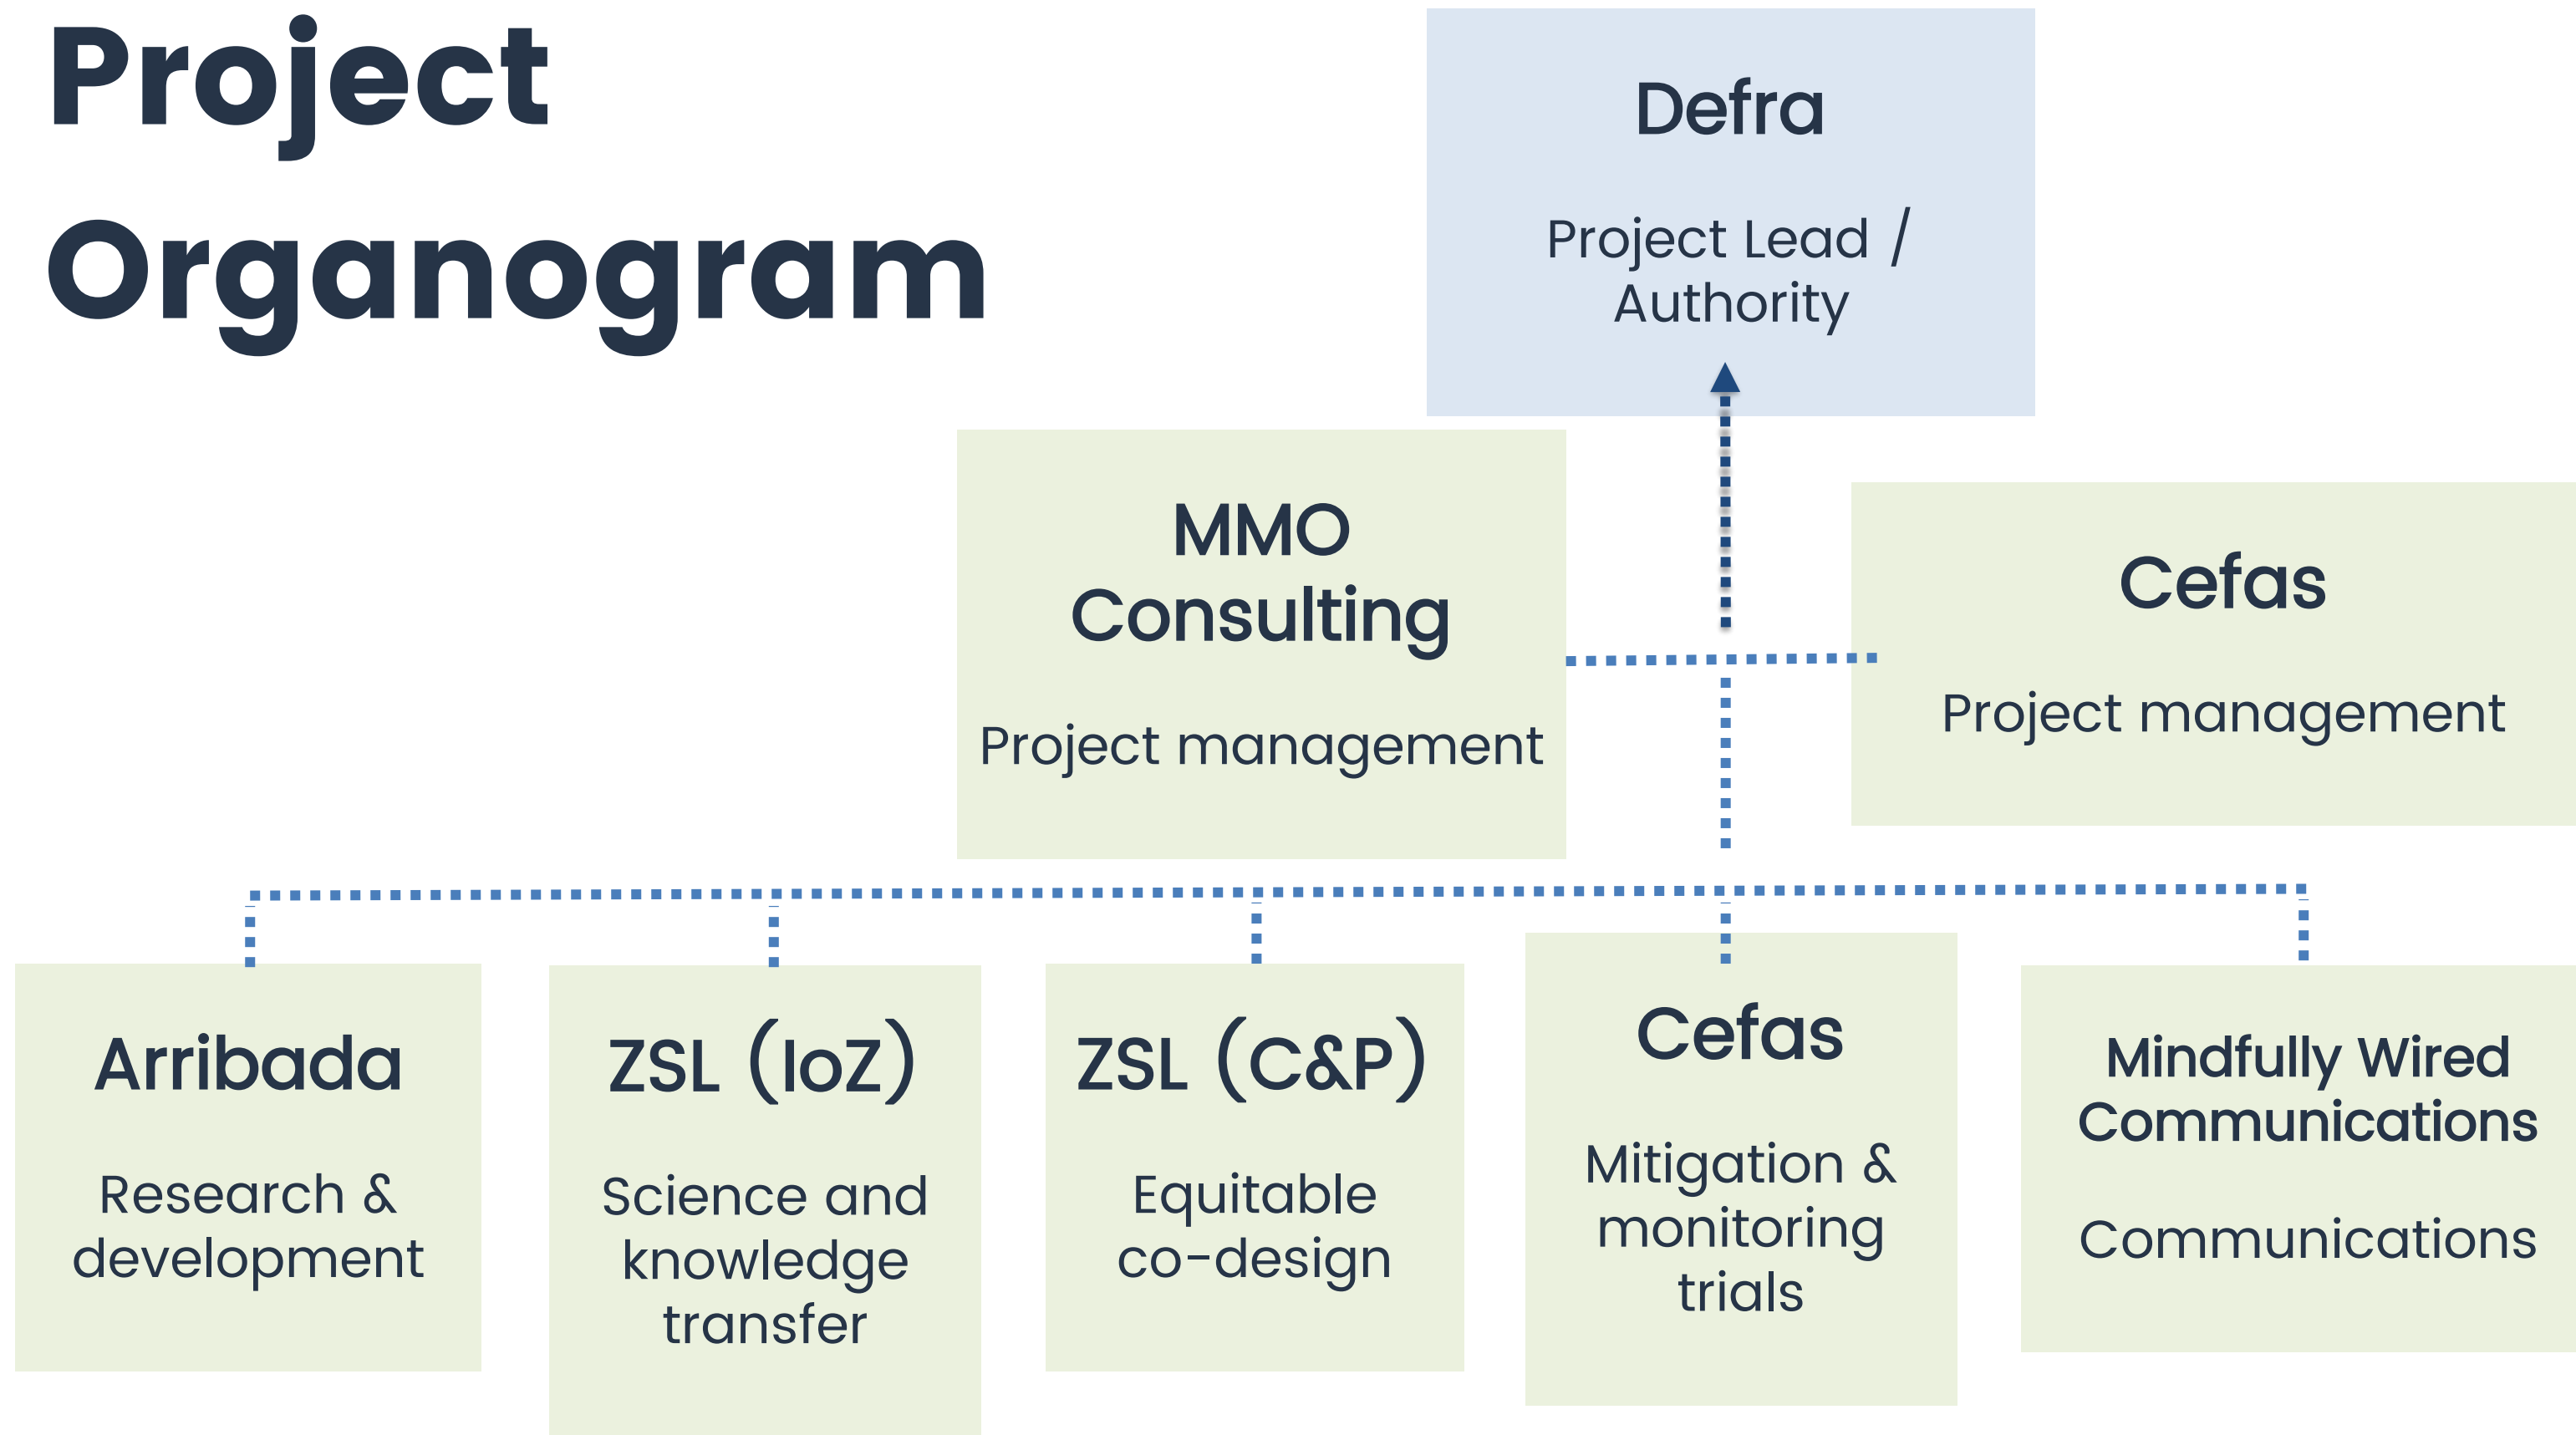 Project
Organogram
Defra
Project Lead /
Authority
MMO
Consulting
Project management
Cefas
Project management
Arribada
Research &
development
ZSL (IoZ)
Science and
knowledge
transfer
ZSL (C&P)
Equitable
co-design
Cefas
Mitigation &
monitoring
trials
Mindfully Wired
Communications
Communications